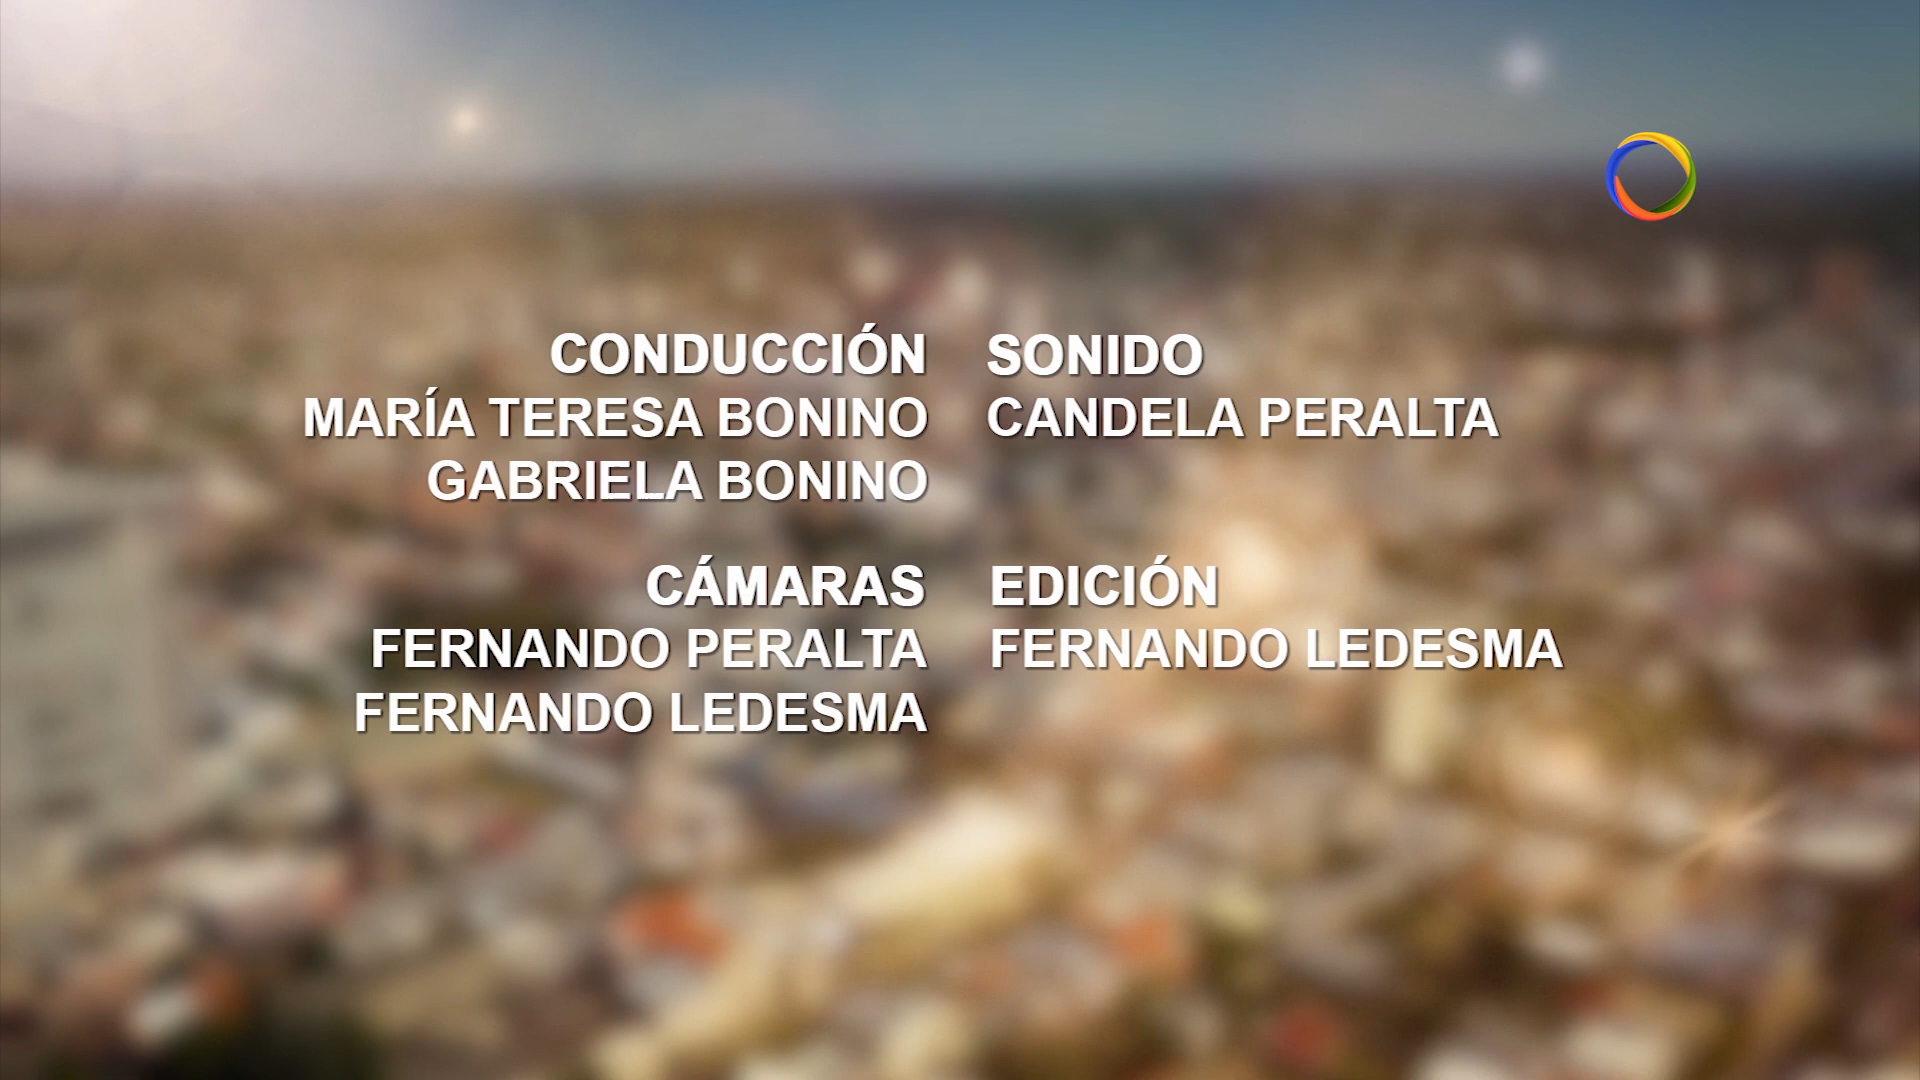 CONDUCCIÓN
MARÍA TERESA BONINO
GABRIELA BONINO
SONIDO
CANDELA PERALTA
CÁMARAS
FERNANDO PERALTA
FERNANDO LEDESMA
EDICIÓN
FERNANDO LEDESMA